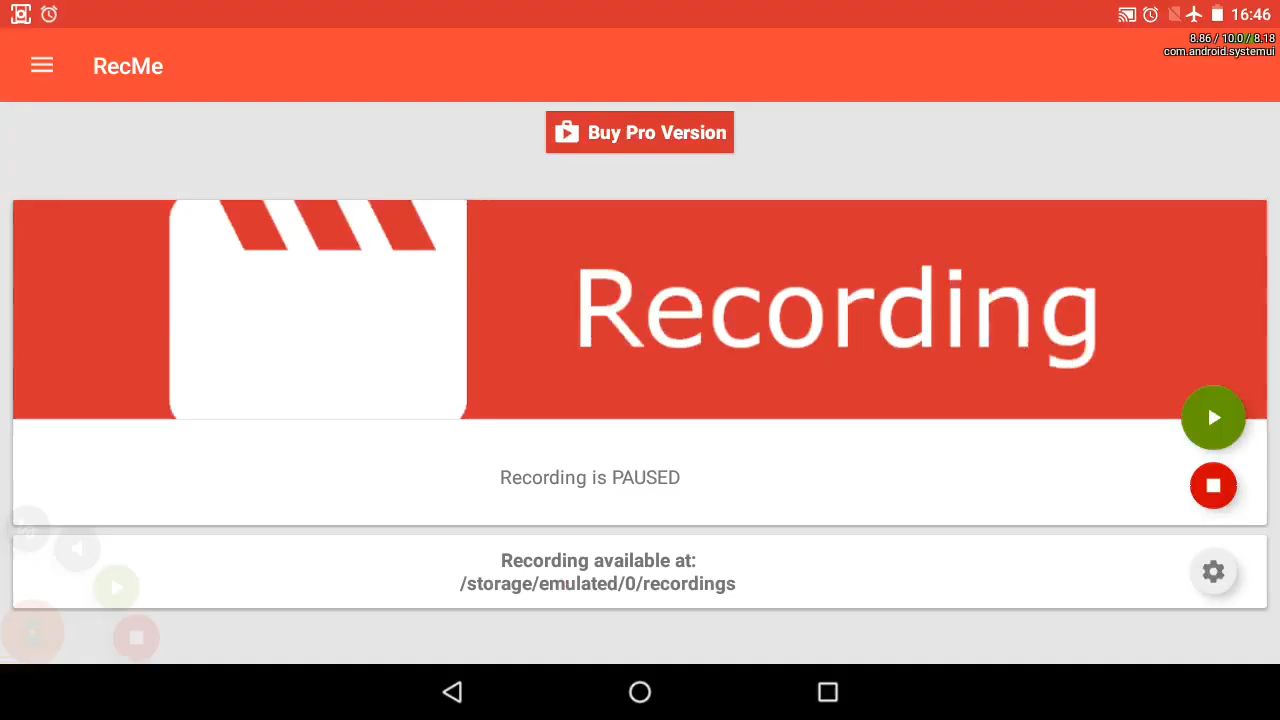 16:46
8.86 / 10.0 / 8.18
com.android.systemui
RecMe
Buy Pro Version
Recording
Recording is PAUSED
Recording available at:
/storage/emulated/0/recordings